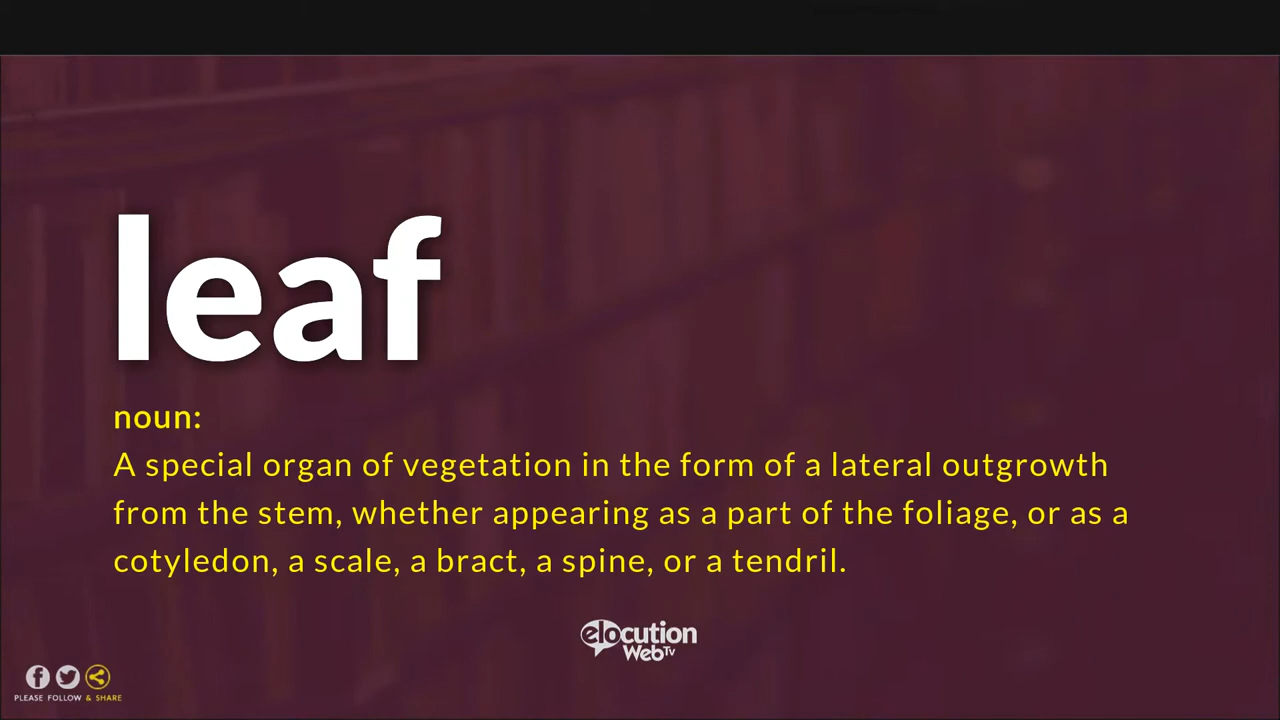 leaf
noun:
A special organ of vegetation in the form of a lateral outgrowth
from the stem, whether appearing as a part of the foliage, or as a
cotyledon, a scale, a bract, a spine, or a tendril.
elocution
WebTv
PLEASE FOLLOW & SHARE